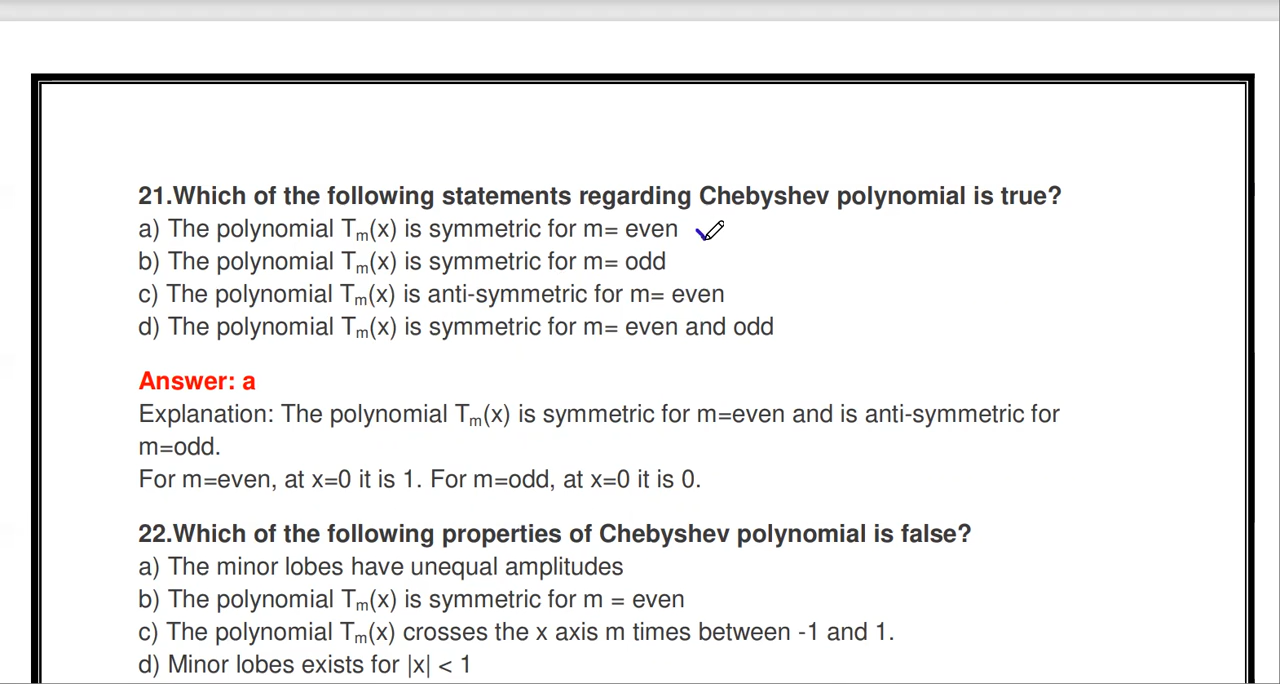 21.Which of the following statements regarding Chebyshev polynomial is true?
a) The polynomial Tm(x) is symmetric for m= even
b) The polynomial Tm(x) is symmetric for m= odd
c) The polynomial Tm(x) is anti-symmetric for m= even
d) The polynomial Tm(x) is symmetric for m= even and odd
Answer: a
Explanation: The polynomial Tm(x) is symmetric for m=even and is anti-symmetric for
m=odd.
For m=even, at x=0 it is 1. For m=odd, at x=0 it is 0.
22.Which of the following properties of Chebyshev polynomial is false?
a) The minor lobes have unequal amplitudes
b) The polynomial Tm(x) is symmetric for m = even
c) The polynomial Tm(x) crosses the x axis m times between -1 and 1.
d) Minor lobes exists for |x| < 1